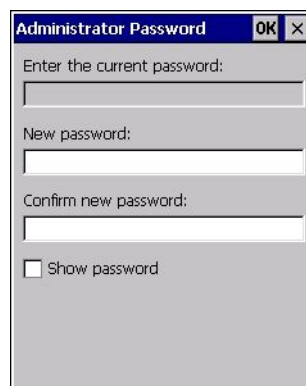 Administrator Password OK ×
Enter the current password:
New password:
Confirm new password:
Show password